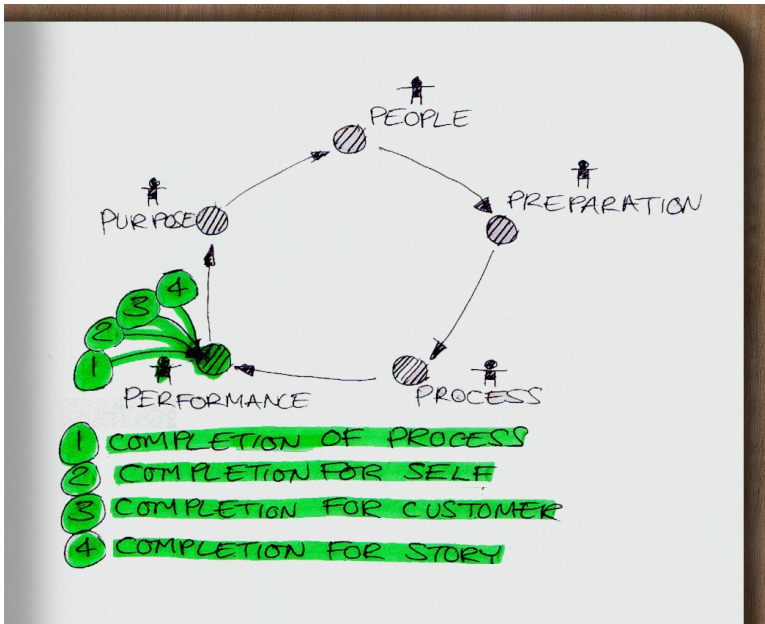 PEOPLE
PREPARATION
PURPOSE
4
3
2
1
PERFORMANCE
PROCESS
1 COMPLETION OF PROCESS
2 COMPLETION FOR SELF
3 COMPLETION FOR CUSTOMER
4 COMPLETION FOR STORY